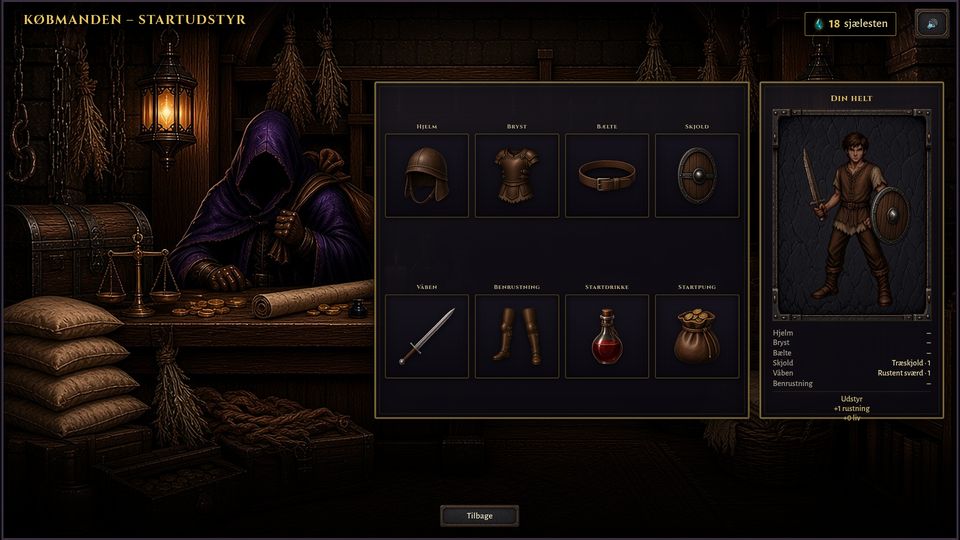 KØBMANDEN – STARTUDSTYR
18 sjælesten
HJELM
BRYST
BÆLTE
SKJOLD
VÅBEN
BENRUSTNING
STARTDRIKKE
STARTPUNG
DIN HELT
Hjelm –
Bryst –
Bælte –
Skjold Træskjold · 1
Våben Rustent sværd · 1
Benrustning –
Udstyr
+1 rustning
+0 liv
Tilbage